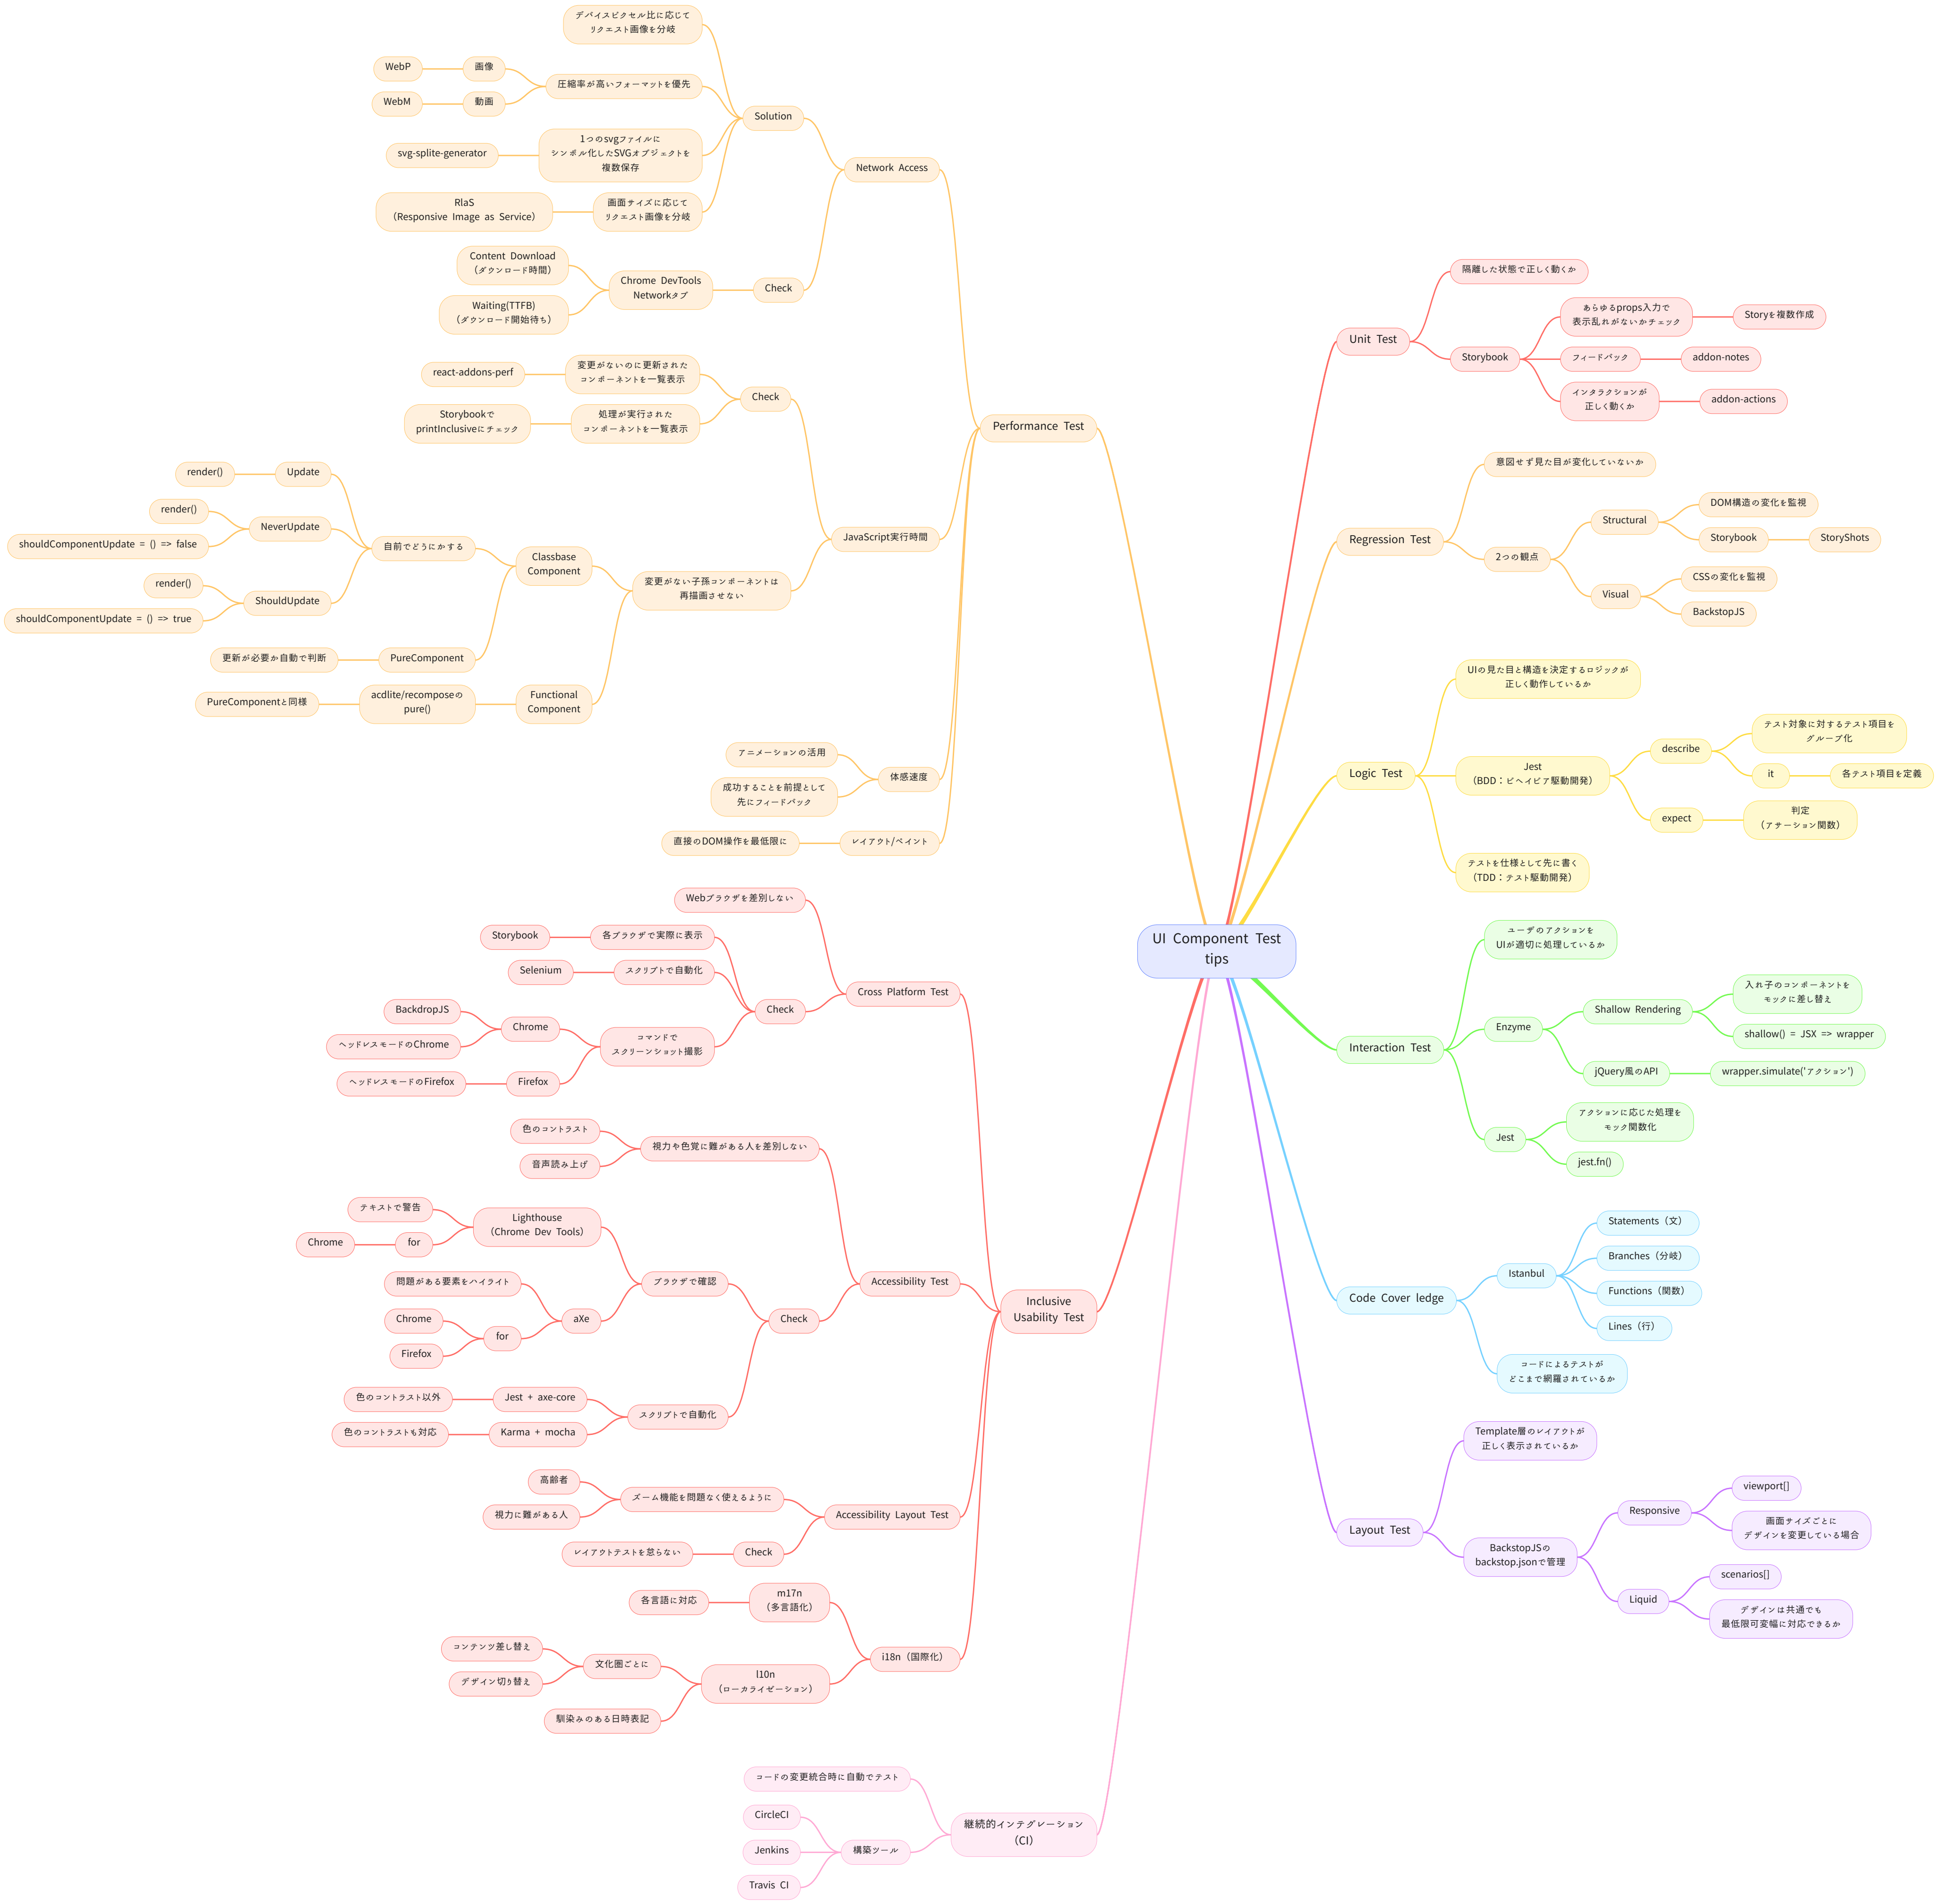 UI Component Test
tips
Unit Test
隔離した状態で正しく動くか
Storybook
あらゆるprops入力で
表示乱れがないかチェック
Storyを複数作成
フィードバック
addon-notes
インタラクションが
正しく動くか
addon-actions
Regression Test
意図せず見た目が変化していないか
2つの観点
Structural
DOM構造の変化を監視
Storybook
StoryShots
Visual
CSSの変化を監視
BackstopJS
Logic Test
UIの見た目と構造を決定するロジックが
正しく動作しているか
Jest
（BDD：ビヘイビア駆動開発）
describe
テスト対象に対するテスト項目を
グループ化
it
各テスト項目を定義
expect
判定
（アサーション関数）
テストを仕様として先に書く
（TDD：テスト駆動開発）
Interaction Test
ユーザのアクションを
UIが適切に処理しているか
Enzyme
Shallow Rendering
入れ子のコンポーネントを
モックに差し替え
shallow() = JSX => wrapper
jQuery風のAPI
wrapper.simulate('アクション')
Jest
アクションに応じた処理を
モック関数化
jest.fn()
Code Cover ledge
Istanbul
Statements（文）
Branches（分岐）
Functions（関数）
Lines（行）
コードによるテストが
どこまで網羅されているか
Layout Test
Template層のレイアウトが
正しく表示されているか
BackstopJSの
backstop.jsonで管理
Responsive
viewport[]
画面サイズごとに
デザインを変更している場合
Liquid
scenarios[]
デザインは共通でも
最低限可変幅に対応できるか
Performance Test
Network Access
Solution
デバイスピクセル比に応じて
リクエスト画像を分岐
圧縮率が高いフォーマットを優先
画像
WebP
動画
WebM
1つのsvgファイルに
シンボル化したSVGオブジェクトを
複数保存
svg-splite-generator
画面サイズに応じて
リクエスト画像を分岐
RIaS
（Responsive Image as Service）
Check
Chrome DevTools
Networkタブ
Content Download
（ダウンロード時間）
Waiting(TTFB)
（ダウンロード開始待ち）
JavaScript実行時間
Check
変更がないのに更新された
コンポーネントを一覧表示
react-addons-perf
処理が実行された
コンポーネントを一覧表示
Storybookで
printInclusiveにチェック
変更がない子孫コンポーネントは
再描画させない
Classbase
Component
自前でどうにかする
Update
render()
NeverUpdate
render()
shouldComponentUpdate = () => false
ShouldUpdate
render()
shouldComponentUpdate = () => true
PureComponent
更新が必要か自動で判断
Functional
Component
acdlite/recomposeの
pure()
PureComponentと同様
体感速度
アニメーションの活用
成功することを前提として
先にフィードバック
レイアウト/ペイント
直接のDOM操作を最低限に
Inclusive
Usability Test
Cross Platform Test
Webブラウザを差別しない
Check
各ブラウザで実際に表示
Storybook
スクリプトで自動化
Selenium
コマンドで
スクリーンショット撮影
Chrome
BackdropJS
ヘッドレスモードのChrome
Firefox
ヘッドレスモードのFirefox
Accessibility Test
視力や色覚に難がある人を差別しない
色のコントラスト
音声読み上げ
Check
ブラウザで確認
Lighthouse
（Chrome Dev Tools）
テキストで警告
for
Chrome
aXe
問題がある要素をハイライト
for
Chrome
Firefox
スクリプトで自動化
Jest + axe-core
色のコントラスト以外
Karma + mocha
色のコントラストも対応
Accessibility Layout Test
ズーム機能を問題なく使えるように
高齢者
視力に難がある人
Check
レイアウトテストを怠らない
i18n（国際化）
m17n
（多言語化）
各言語に対応
l10n
（ローカライゼーション）
文化圏ごとに
コンテンツ差し替え
デザイン切り替え
馴染みのある日時表記
継続的インテグレーション
（CI）
コードの変更統合時に自動でテスト
構築ツール
CircleCI
Jenkins
Travis CI